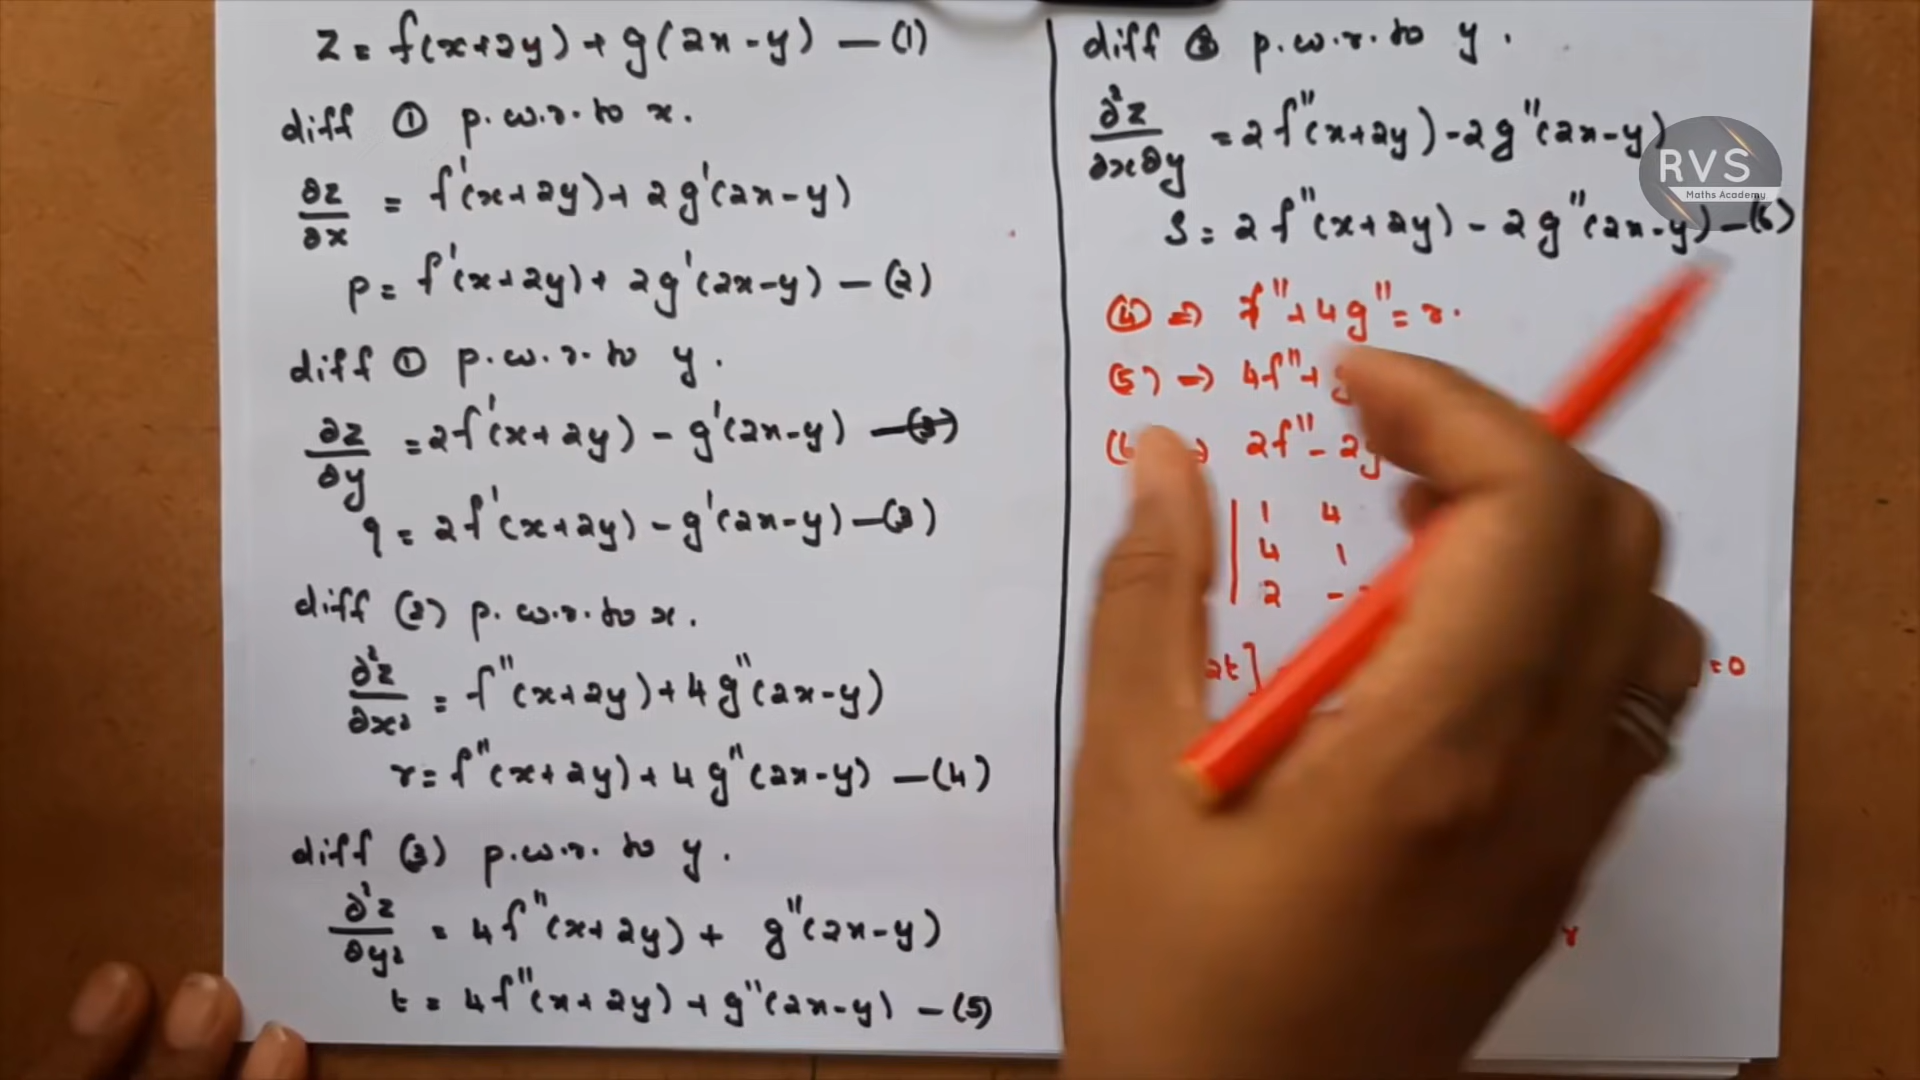 z = f(x+2y) + g(2x-y) — (1)
diff ① p.w.r.to x.
∂z/∂x = f'(x+2y) + 2g'(2x-y)
p = f'(x+2y) + 2g'(2x-y) — (2)
diff ① p.w.r.to y.
∂z/∂y = 2f'(x+2y) - g'(2x-y) — (3)
q = 2f'(x+2y) - g'(2x-y) — (3)
diff (2) p.w.r.to x.
∂²z/∂x² = f''(x+2y) + 4g''(2x-y)
r = f''(x+2y) + 4g''(2x-y) — (4)
diff (3) p.w.r.to y.
∂²z/∂y² = 4f''(x+2y) + g''(2x-y)
t = 4f''(x+2y) + g''(2x-y) — (5)
diff ② p.w.r.to y.
∂²z/∂x∂y = 2f''(x+2y) - 2g''(2x-y)
S = 2f''(x+2y) - 2g''(2x-y) — (6)
④ ⇒ f'' + 4g'' = r.
(5) ⇒ 4f'' +
2f'' - 2g
1 4
4 1
2 -
2t] = 0
r
RVS
Maths Academy